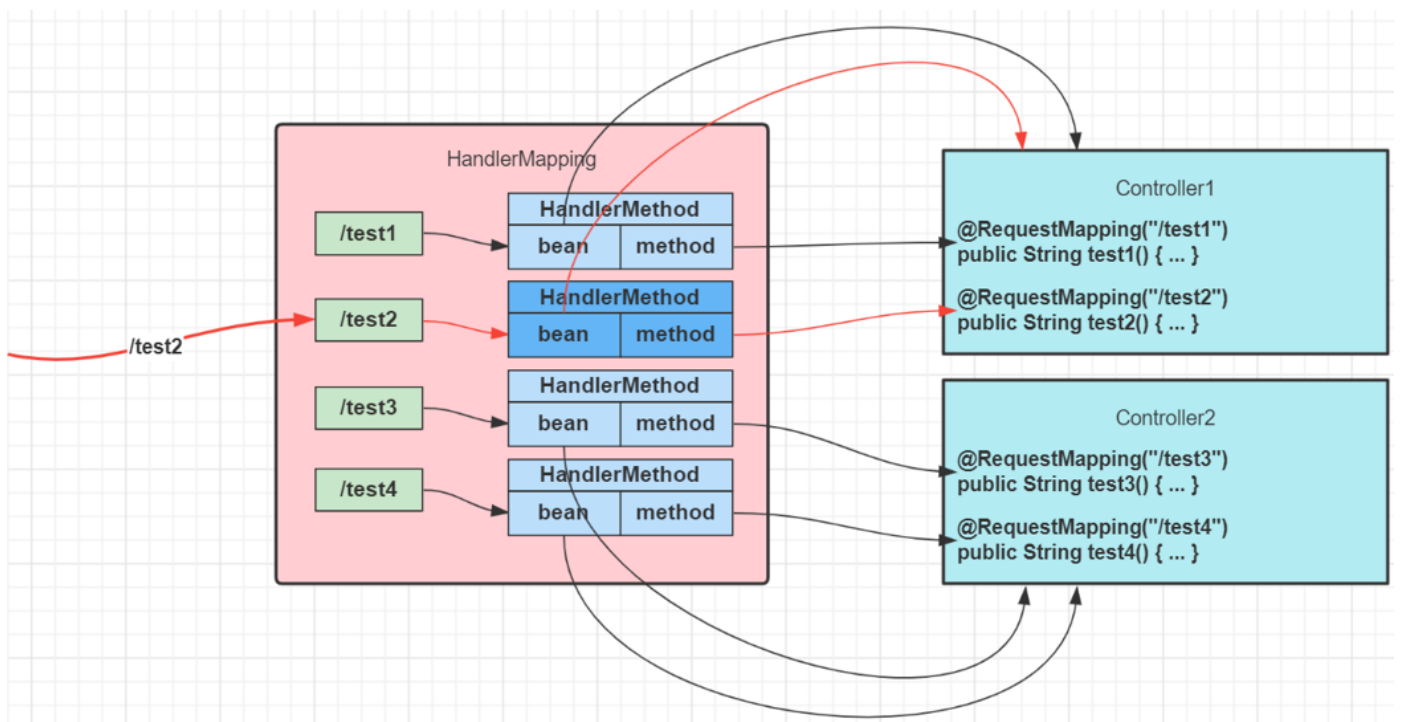 HandlerMapping
/test1
HandlerMethod
bean method
/test2
/test2
HandlerMethod
bean method
/test3
HandlerMethod
bean method
/test4
HandlerMethod
bean method
Controller1
@RequestMapping("/test1")
public String test1() { ... }
@RequestMapping("/test2")
public String test2() { ... }
Controller2
@RequestMapping("/test3")
public String test3() { ... }
@RequestMapping("/test4")
public String test4() { ... }